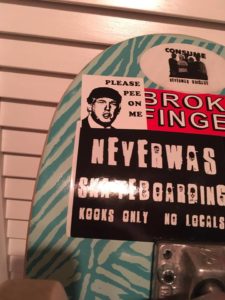 CONSUME
PLEASE
PEE
ON
ME
BROK
FINGE
NEVERWAS
SKATEBOARDING
KOOKS ONLY NO LOCALS